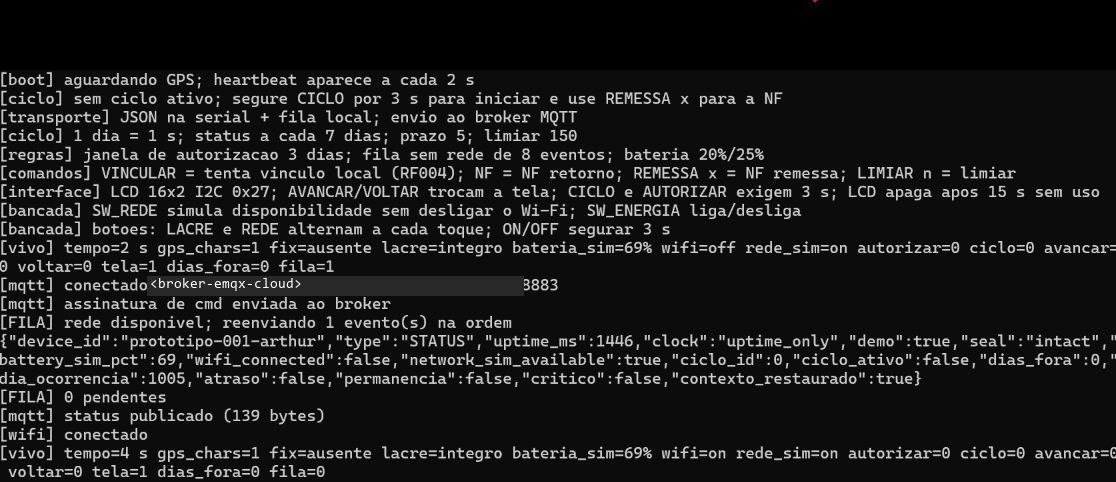 [boot] aguardando GPS; heartbeat aparece a cada 2 s
[ciclo] sem ciclo ativo; segure CICLO por 3 s para iniciar e use REMESSA x para a NF
[transporte] JSON na serial + fila local; envio ao broker MQTT
[ciclo] 1 dia = 1 s; status a cada 7 dias; prazo 5; limiar 150
[regras] janela de autorizacao 3 dias; fila sem rede de 8 eventos; bateria 20%/25%
[comandos] VINCULAR = tenta vinculo local (RF004); NF = NF retorno; REMESSA x = NF remessa; LIMIAR n = limiar
[interface] LCD 16x2 I2C 0x27; AVANCAR/VOLTAR trocam a tela; CICLO e AUTORIZAR exigem 3 s; LCD apaga apos 15 s sem uso
[bancada] SW_REDE simula disponibilidade sem desligar o Wi-Fi; SW_ENERGIA liga/desliga
[bancada] botoes: LACRE e REDE alternam a cada toque; ON/OFF segurar 3 s
[vivo] tempo=2 s gps_chars=1 fix=ausente lacre=integro bateria_sim=69% wifi=off rede_sim=on autorizar=0 ciclo=0 avancar=
0 voltar=0 tela=1 dias_fora=0 fila=1
[mqtt] conectado <broker-emqx-cloud> 8883
[mqtt] assinatura de cmd enviada ao broker
[FILA] rede disponivel; reenviando 1 evento(s) na ordem
{"device_id":"prototipo-001-arthur","type":"STATUS","uptime_ms":1446,"clock":"uptime_only","demo":true,"seal":"intact","
battery_sim_pct":69,"wifi_connected":false,"network_sim_available":true,"ciclo_id":0,"ciclo_ativo":false,"dias_fora":0,"
dia_ocorrencia":1005,"atraso":false,"permanencia":false,"critico":false,"contexto_restaurado":true}
[FILA] 0 pendentes
[mqtt] status publicado (139 bytes)
[wifi] conectado
[vivo] tempo=4 s gps_chars=1 fix=ausente lacre=integro bateria_sim=69% wifi=on rede_sim=on autorizar=0 ciclo=0 avancar=0
voltar=0 tela=1 dias_fora=0 fila=0